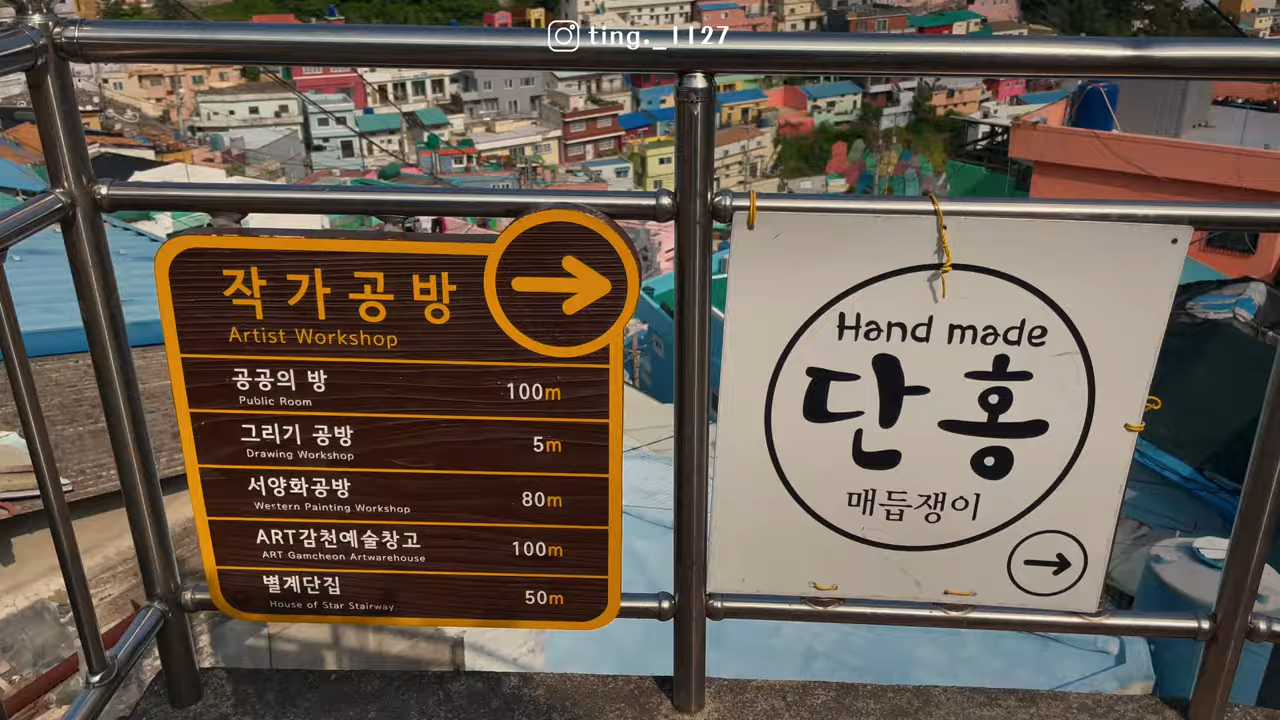 ting._1127
작가공방
Artist Workshop
공공의 방 100m
Public Room
그리기 공방 5m
Drawing Workshop
서양화공방 80m
Western Painting Workshop
ART감천예술창고 100m
ART Gamcheon Artwarehouse
별계단집 50m
House of Star Stairway
Hand made
단홍
매듭쟁이